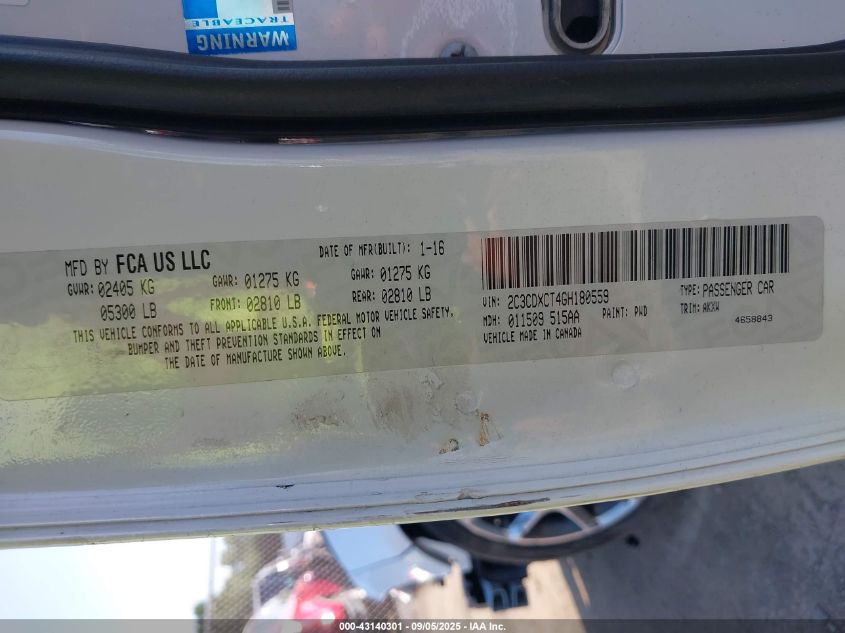 WARNING
TRACEABLE
MFD BY FCA US LLC
DATE OF MFR(BUILT): 1-16
GVWR: 02405 KG
GAWR: 01275 KG
GAWR: 01275 KG
05300 LB
FRONT: 02810 LB
REAR: 02810 LB
THIS VEHICLE CONFORMS TO ALL APPLICABLE U.S.A. FEDERAL MOTOR VEHICLE SAFETY,
BUMPER AND THEFT PREVENTION STANDARDS IN EFFECT ON
THE DATE OF MANUFACTURE SHOWN ABOVE.
VIN: 2C3CDXCT4GH180559
TYPE: PASSENGER CAR
MDH: 011509 515AA
PAINT: PWD
TRIM: AKXW
VEHICLE MADE IN CANADA
4658843
000-43140301 - 09/05/2025 - IAA Inc.